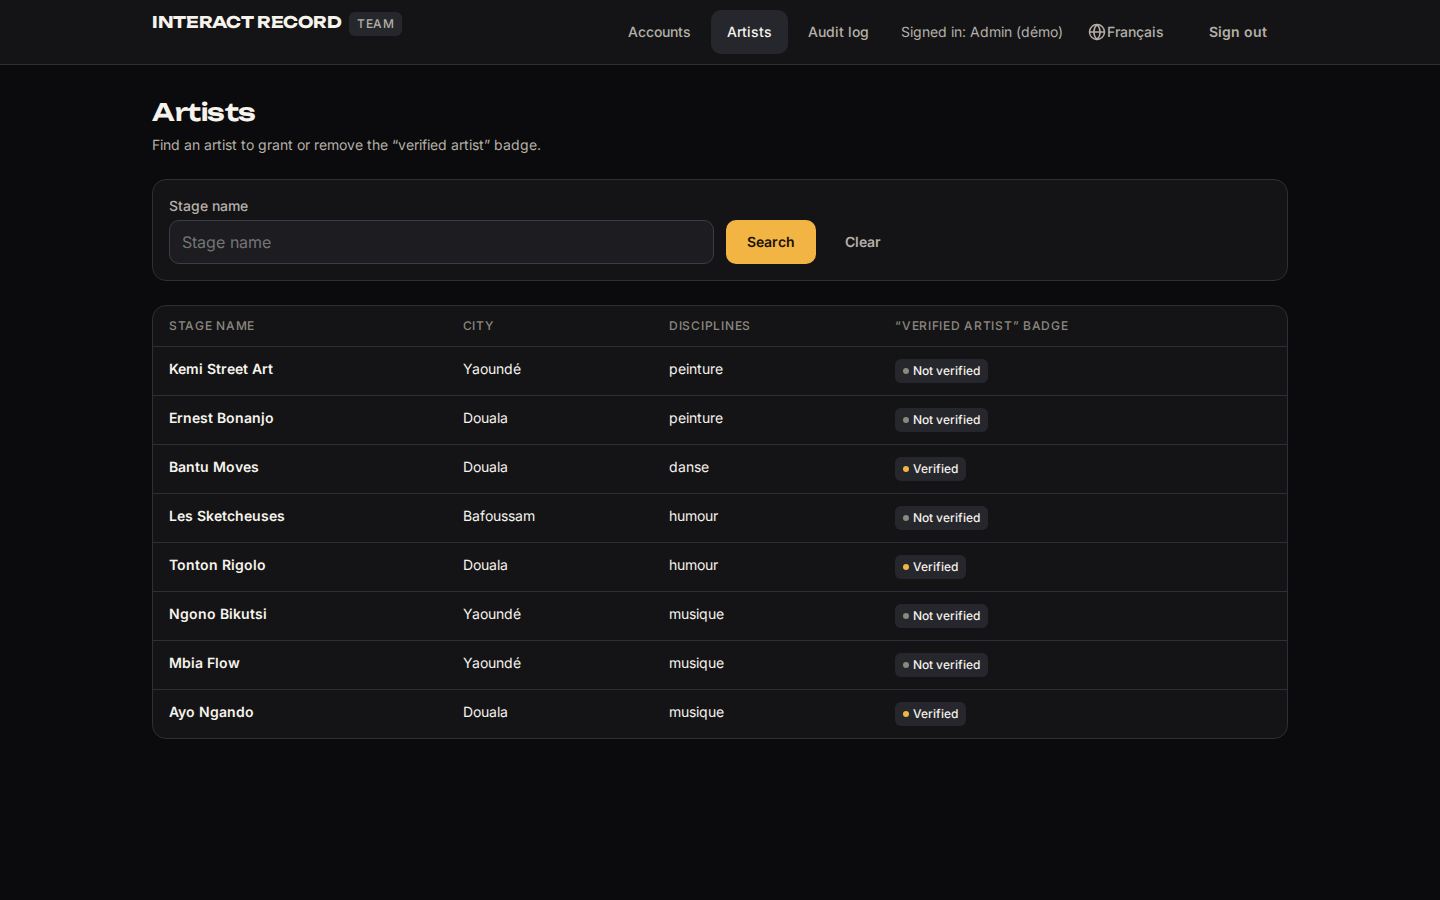 INTERACT RECORD TEAM
Accounts Artists Audit log Signed in: Admin (démo) Français Sign out
Artists
Find an artist to grant or remove the “verified artist” badge.
Stage name
Stage name Search Clear
STAGE NAME CITY DISCIPLINES “VERIFIED ARTIST” BADGE
Kemi Street Art Yaoundé peinture Not verified
Ernest Bonanjo Douala peinture Not verified
Bantu Moves Douala danse Verified
Les Sketcheuses Bafoussam humour Not verified
Tonton Rigolo Douala humour Verified
Ngono Bikutsi Yaoundé musique Not verified
Mbia Flow Yaoundé musique Not verified
Ayo Ngando Douala musique Verified